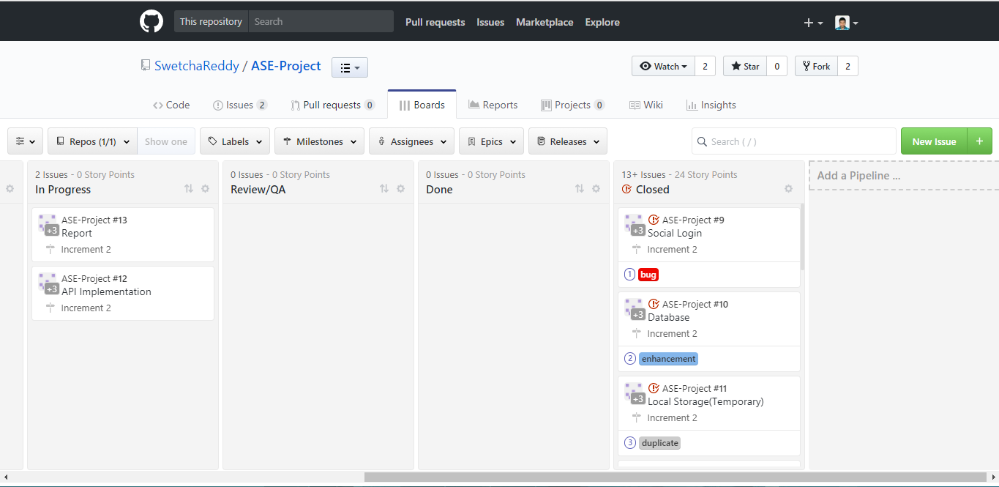 This repository Search Pull requests Issues Marketplace Explore
SwetchaReddy / ASE-Project Watch 2 Star 0 Fork 2
Code Issues 2 Pull requests 0 Boards Reports Projects 0 Wiki Insights
Repos (1/1) Show one Labels Milestones Assignees Epics Releases Search ( / ) New Issue +
2 Issues - 0 Story Points
In Progress
ASE-Project #13
+3
Report
Increment 2
ASE-Project #12
+3
API Implementation
Increment 2
0 Issues - 0 Story Points
Review/QA
0 Issues - 0 Story Points
Done
13+ Issues - 24 Story Points
Closed
ASE-Project #9
+3
Social Login
Increment 2
1 bug
ASE-Project #10
+3
Database
Increment 2
2 enhancement
ASE-Project #11
+3
Local Storage(Temporary)
Increment 2
3 duplicate
Add a Pipeline ...